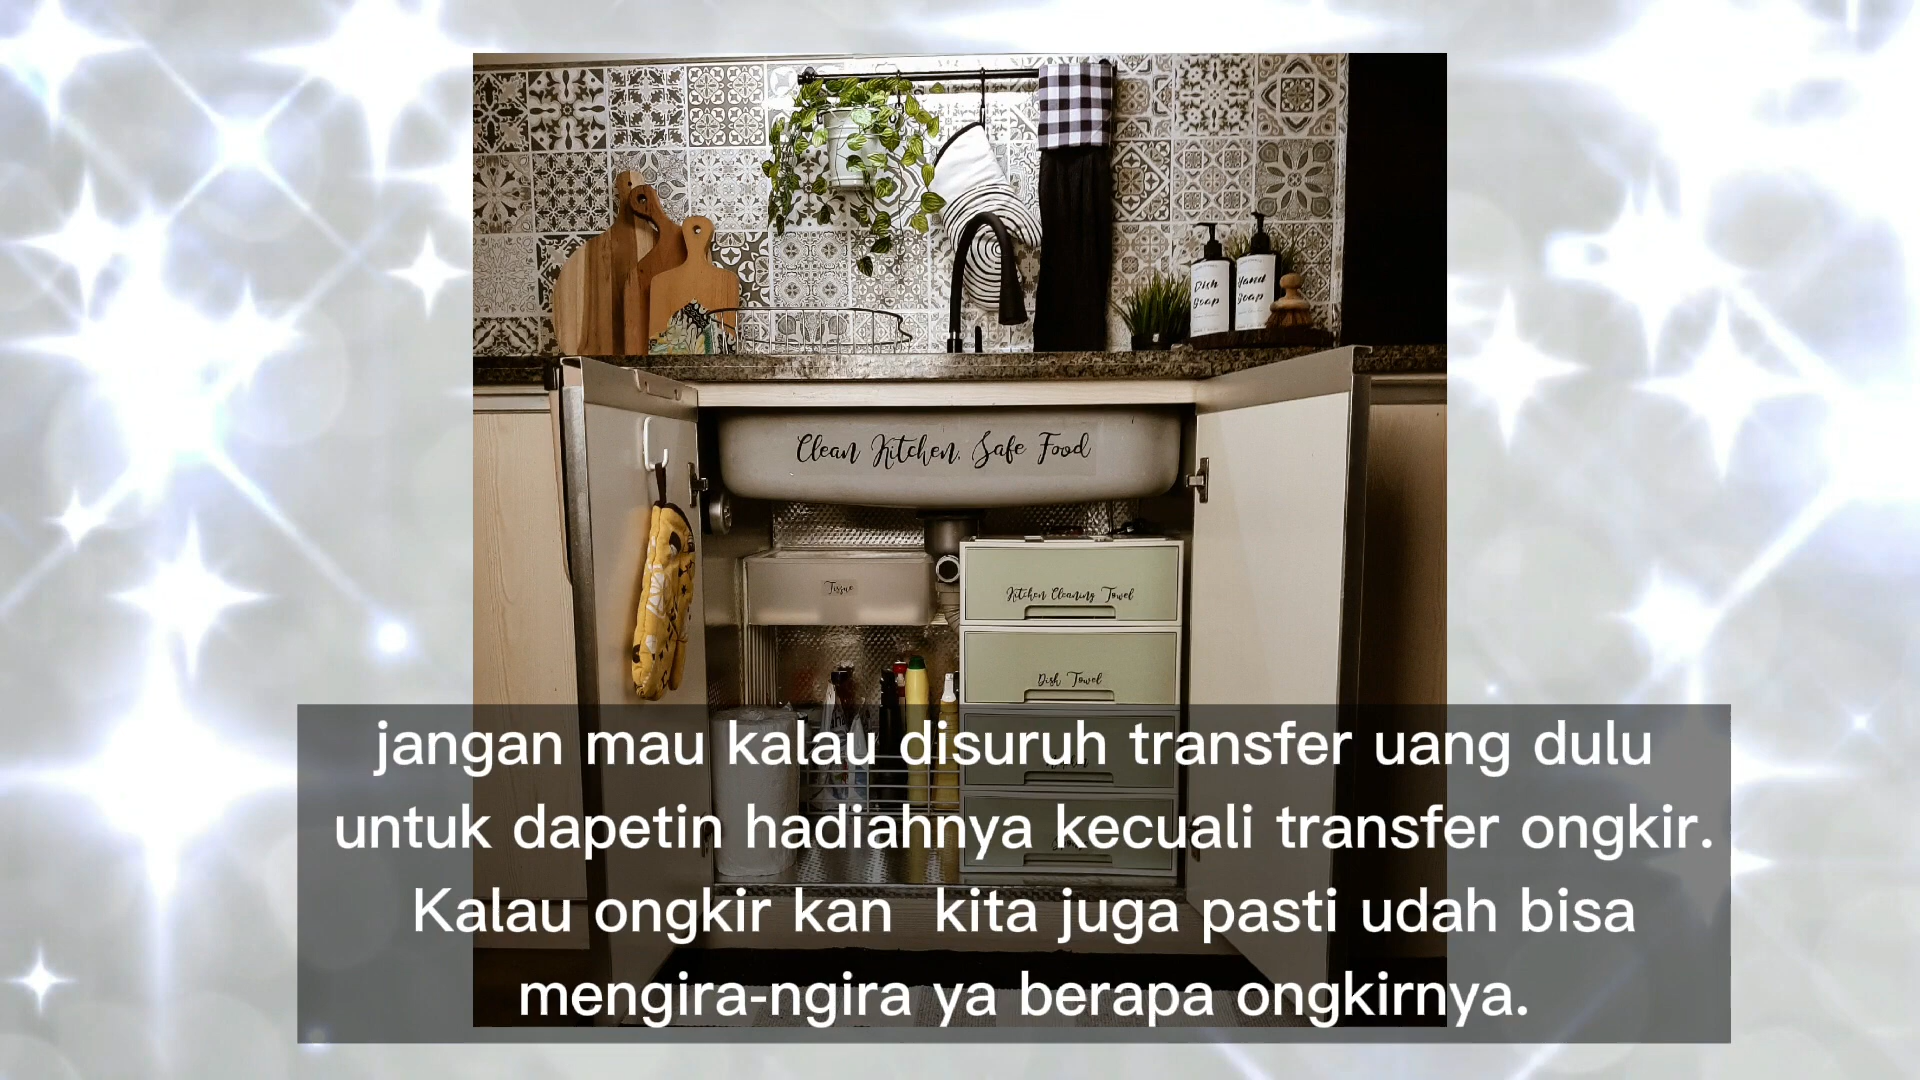 Dish
Soap
Hand
Soap
Clean Kitchen, Safe Food
Tissue
Kitchen Cleaning Towel
Dish Towel
jangan mau kalau disuruh transfer uang dulu
untuk dapetin hadiahnya kecuali transfer ongkir.
Kalau ongkir kan kita juga pasti udah bisa
mengira-ngira ya berapa ongkirnya.